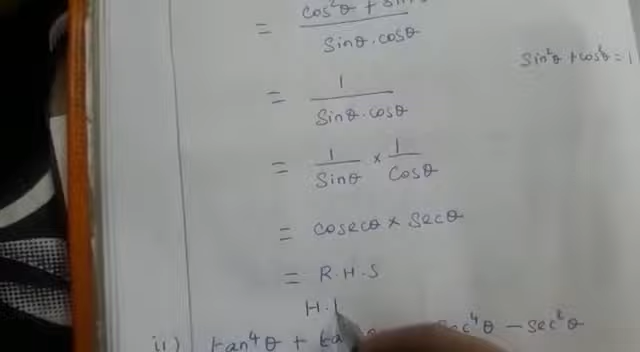 = cos²θ + sin / sinθ.cosθ
sin²θ + cos²θ = 1
= 1 / sinθ.cosθ
= 1/sinθ × 1/cosθ
= cosecθ × secθ
= R.H.S
H.
ii) tan⁴θ + sec⁴θ - sec²θ